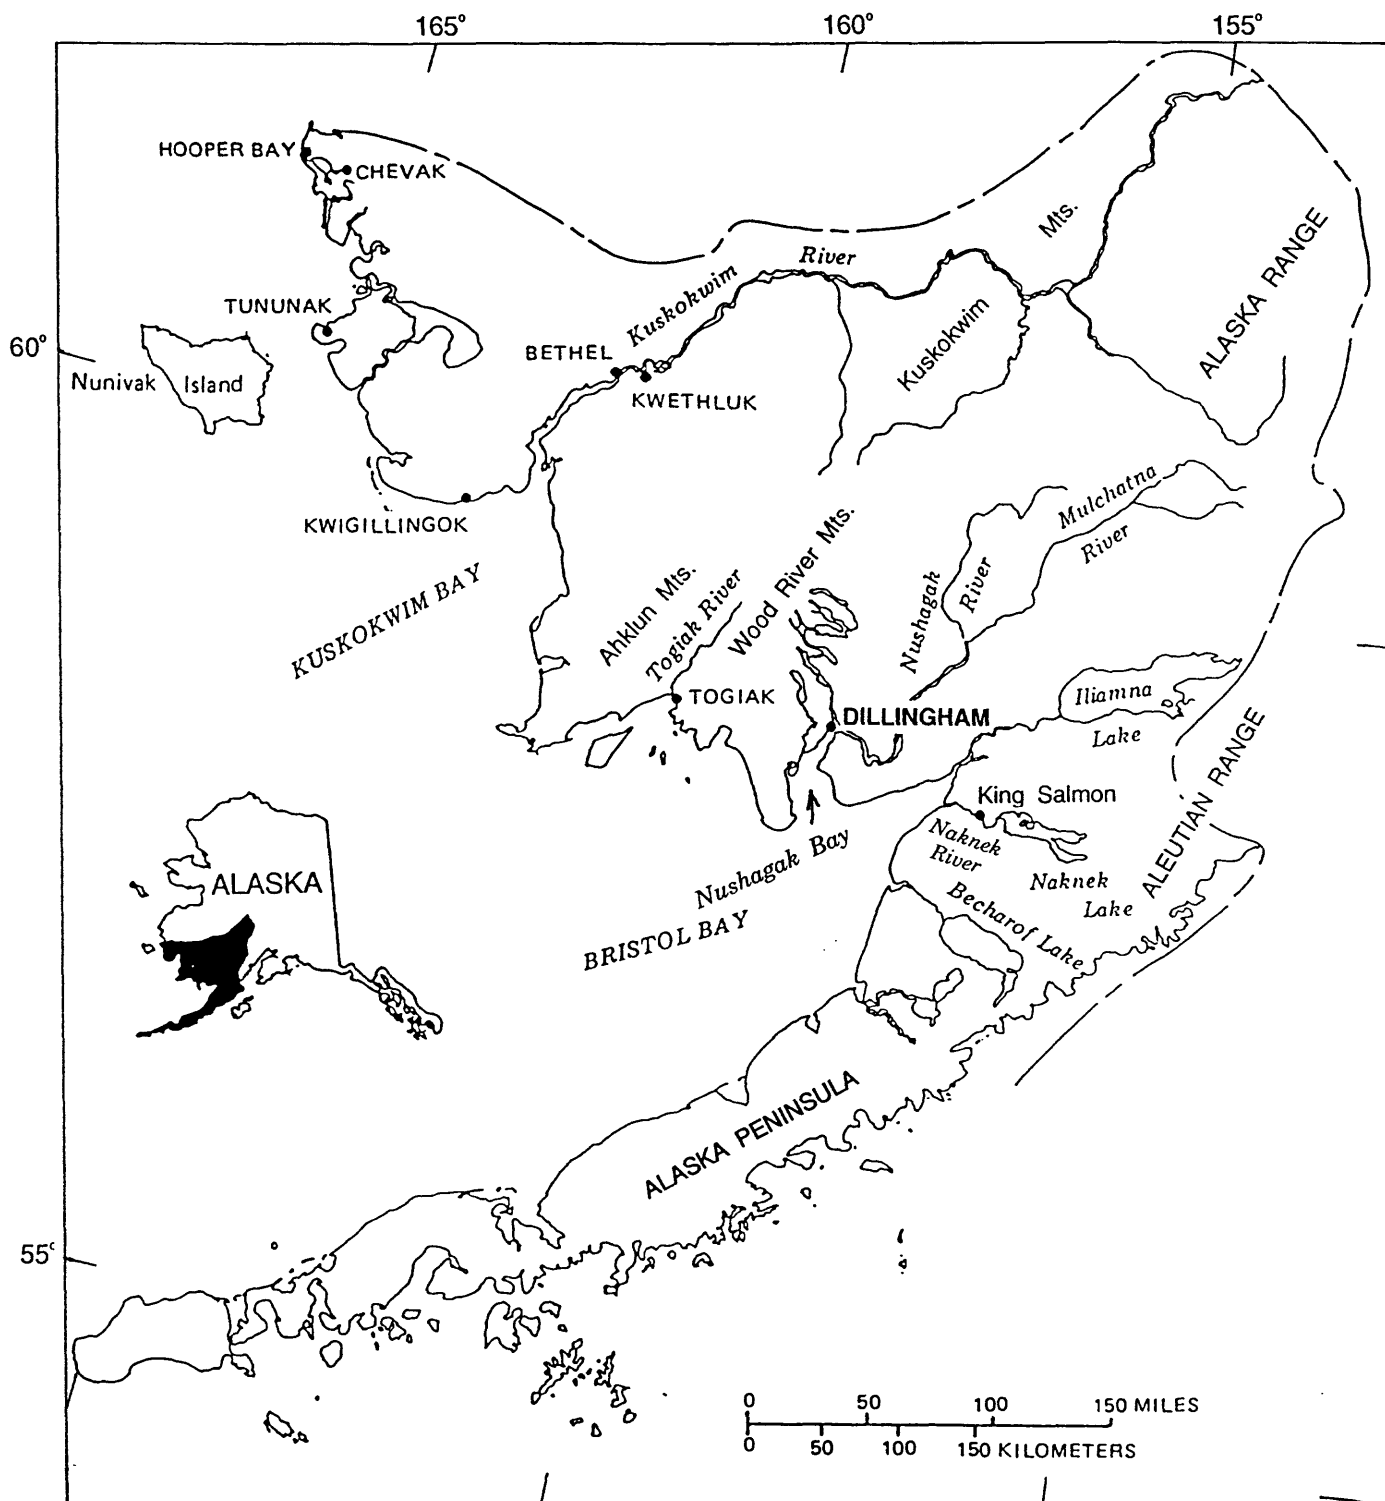 165°
160°
155°
HOOPER BAY
CHEVAK
Mts.
ALASKA RANGE
River
Kuskokwim
TUNUNAK
Kuskokwim
60°
BETHEL
Nunivak Island
KWETHLUK
KWIGILLINGOK
Mulchatna
River
Wood River Mts.
KUSKOKWIM BAY
Ahklun Mts.
Togiak River
Nushagak
River
TOGIAK
DILLINGHAM
Iliamna
Lake
King Salmon
ALEUTIAN RANGE
Naknek
River
Nushagak Bay
Naknek
Lake
ALASKA
Becharof Lake
BRISTOL BAY
ALASKA PENINSULA
55°
0 50 100 150 MILES
0 50 100 150 KILOMETERS